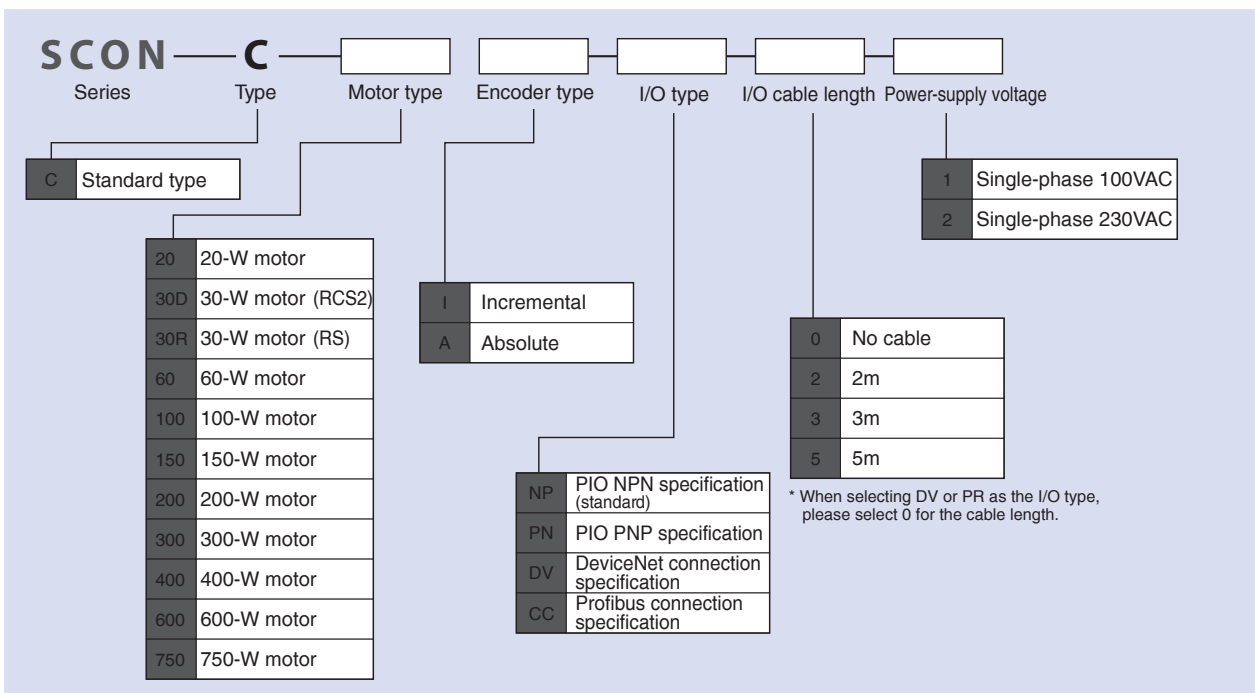 SCON C
Series Type Motor type Encoder type I/O type I/O cable length Power-supply voltage
C Standard type
1 Single-phase 100VAC
2 Single-phase 230VAC
20 20-W motor
30D 30-W motor (RCS2)
30R 30-W motor (RS)
60 60-W motor
100 100-W motor
150 150-W motor
200 200-W motor
300 300-W motor
400 400-W motor
600 600-W motor
750 750-W motor
I Incremental
A Absolute
NP PIO NPN specification
(standard)
PN PIO PNP specification
DV DeviceNet connection
specification
CC Profibus connection
specification
0 No cable
2 2m
3 3m
5 5m
* When selecting DV or PR as the I/O type,
please select 0 for the cable length.